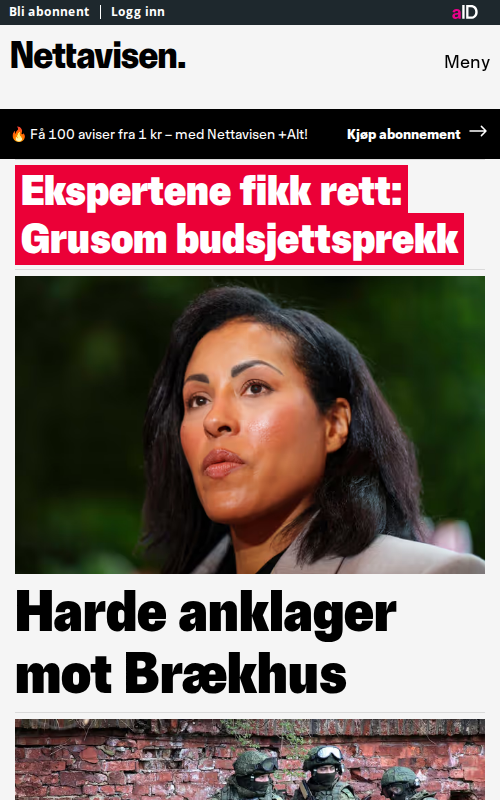 Bli abonnent | Logg inn
aID
Nettavisen.
Meny
🔥 Få 100 aviser fra 1 kr – med Nettavisen +Alt!
Kjøp abonnement →
Ekspertene fikk rett:
Grusom budsjettsprekk
Harde anklager
mot Brækhus